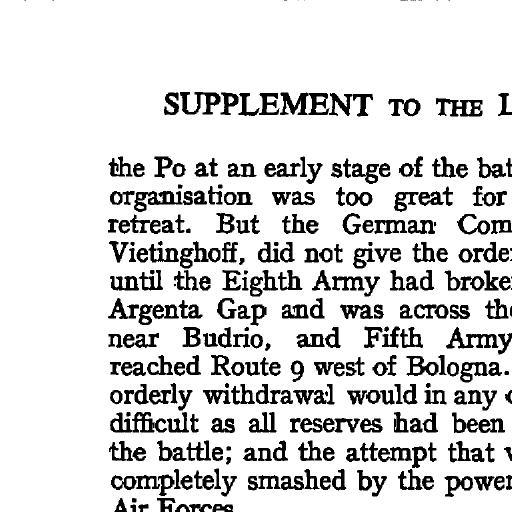 SUPPLEMENT TO THE L
the Po at an early stage of the bat
organisation was too great for
retreat. But the German Com
Vietinghoff, did not give the orde
until the Eighth Army had broke
Argenta Gap and was across the
near Budrio, and Fifth Army
reached Route 9 west of Bologna.
orderly withdrawal would in any
difficult as all reserves had been
the battle; and the attempt that
completely smashed by the power
Air Forces